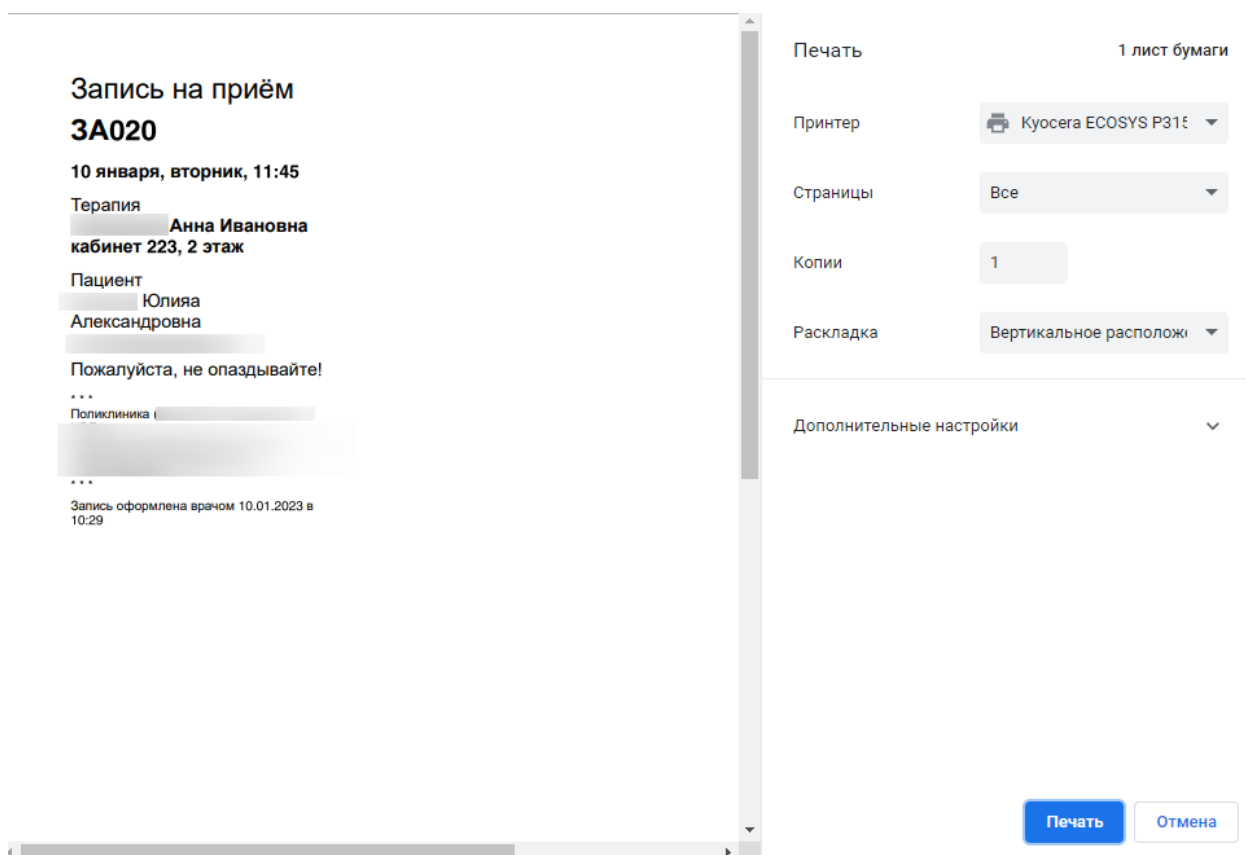 Запись на приём
3A020
10 января, вторник, 11:45
Терапия
Анна Ивановна
кабинет 223, 2 этаж
Пациент
Юлияа
Александровна
Пожалуйста, не опаздывайте!
* * *
Поликлиника
* * *
Запись оформлена врачом 10.01.2023 в
10:29
Печать
1 лист бумаги
Принтер
Kyocera ECOSYS P315
Страницы
Все
Копии
1
Раскладка
Вертикальное расположе
Дополнительные настройки
Печать
Отмена